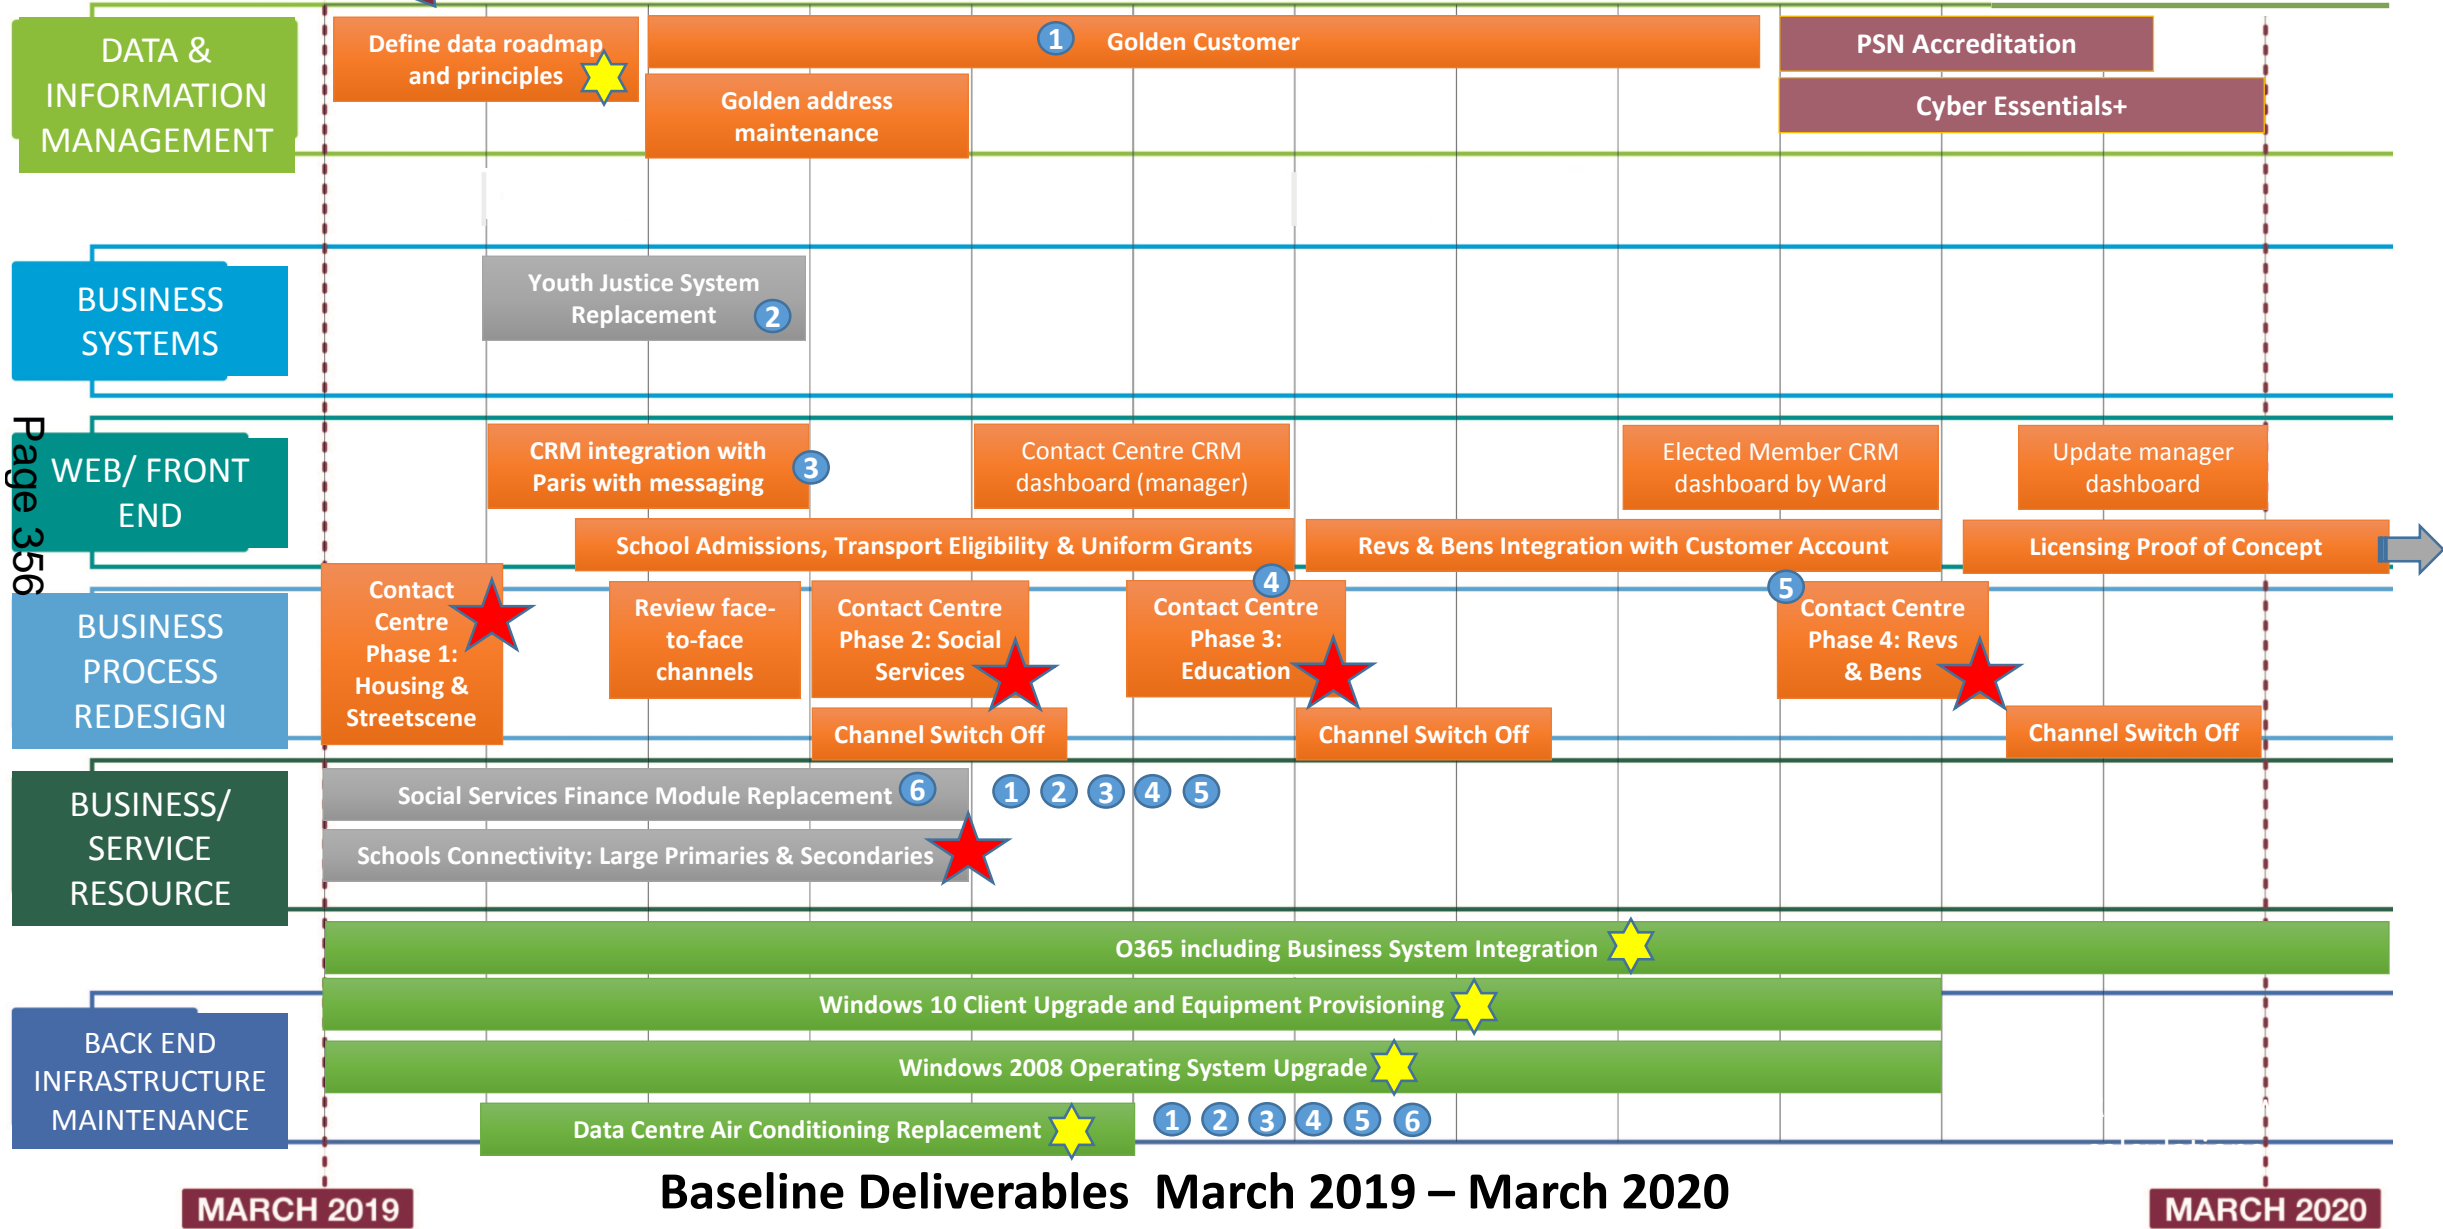 DATA &
INFORMATION
MANAGEMENT
Define data roadmap
and principles
1
Golden Customer
Golden address
maintenance
PSN Accreditation
Cyber Essentials+
BUSINESS
SYSTEMS
Youth Justice System
Replacement
2
Page 356
WEB/ FRONT
END
CRM integration with
Paris with messaging
3
Contact Centre CRM
dashboard (manager)
Elected Member CRM
dashboard by Ward
Update manager
dashboard
School Admissions, Transport Eligibility & Uniform Grants
Revs & Bens Integration with Customer Account
Licensing Proof of Concept
BUSINESS
PROCESS
REDESIGN
Contact
Centre
Phase 1:
Housing &
Streetscene
Review face-
to-face
channels
Contact Centre
Phase 2: Social
Services
4
Contact Centre
Phase 3:
Education
5
Contact Centre
Phase 4: Revs
& Bens
Channel Switch Off
Channel Switch Off
Channel Switch Off
BUSINESS/
SERVICE
RESOURCE
Social Services Finance Module Replacement
6
1 2 3 4 5
Schools Connectivity: Large Primaries & Secondaries
O365 including Business System Integration
BACK END
INFRASTRUCTURE
MAINTENANCE
Windows 10 Client Upgrade and Equipment Provisioning
Windows 2008 Operating System Upgrade
Data Centre Air Conditioning Replacement
1 2 3 4 5 6
Baseline Deliverables March 2019 – March 2020
MARCH 2019
MARCH 2020